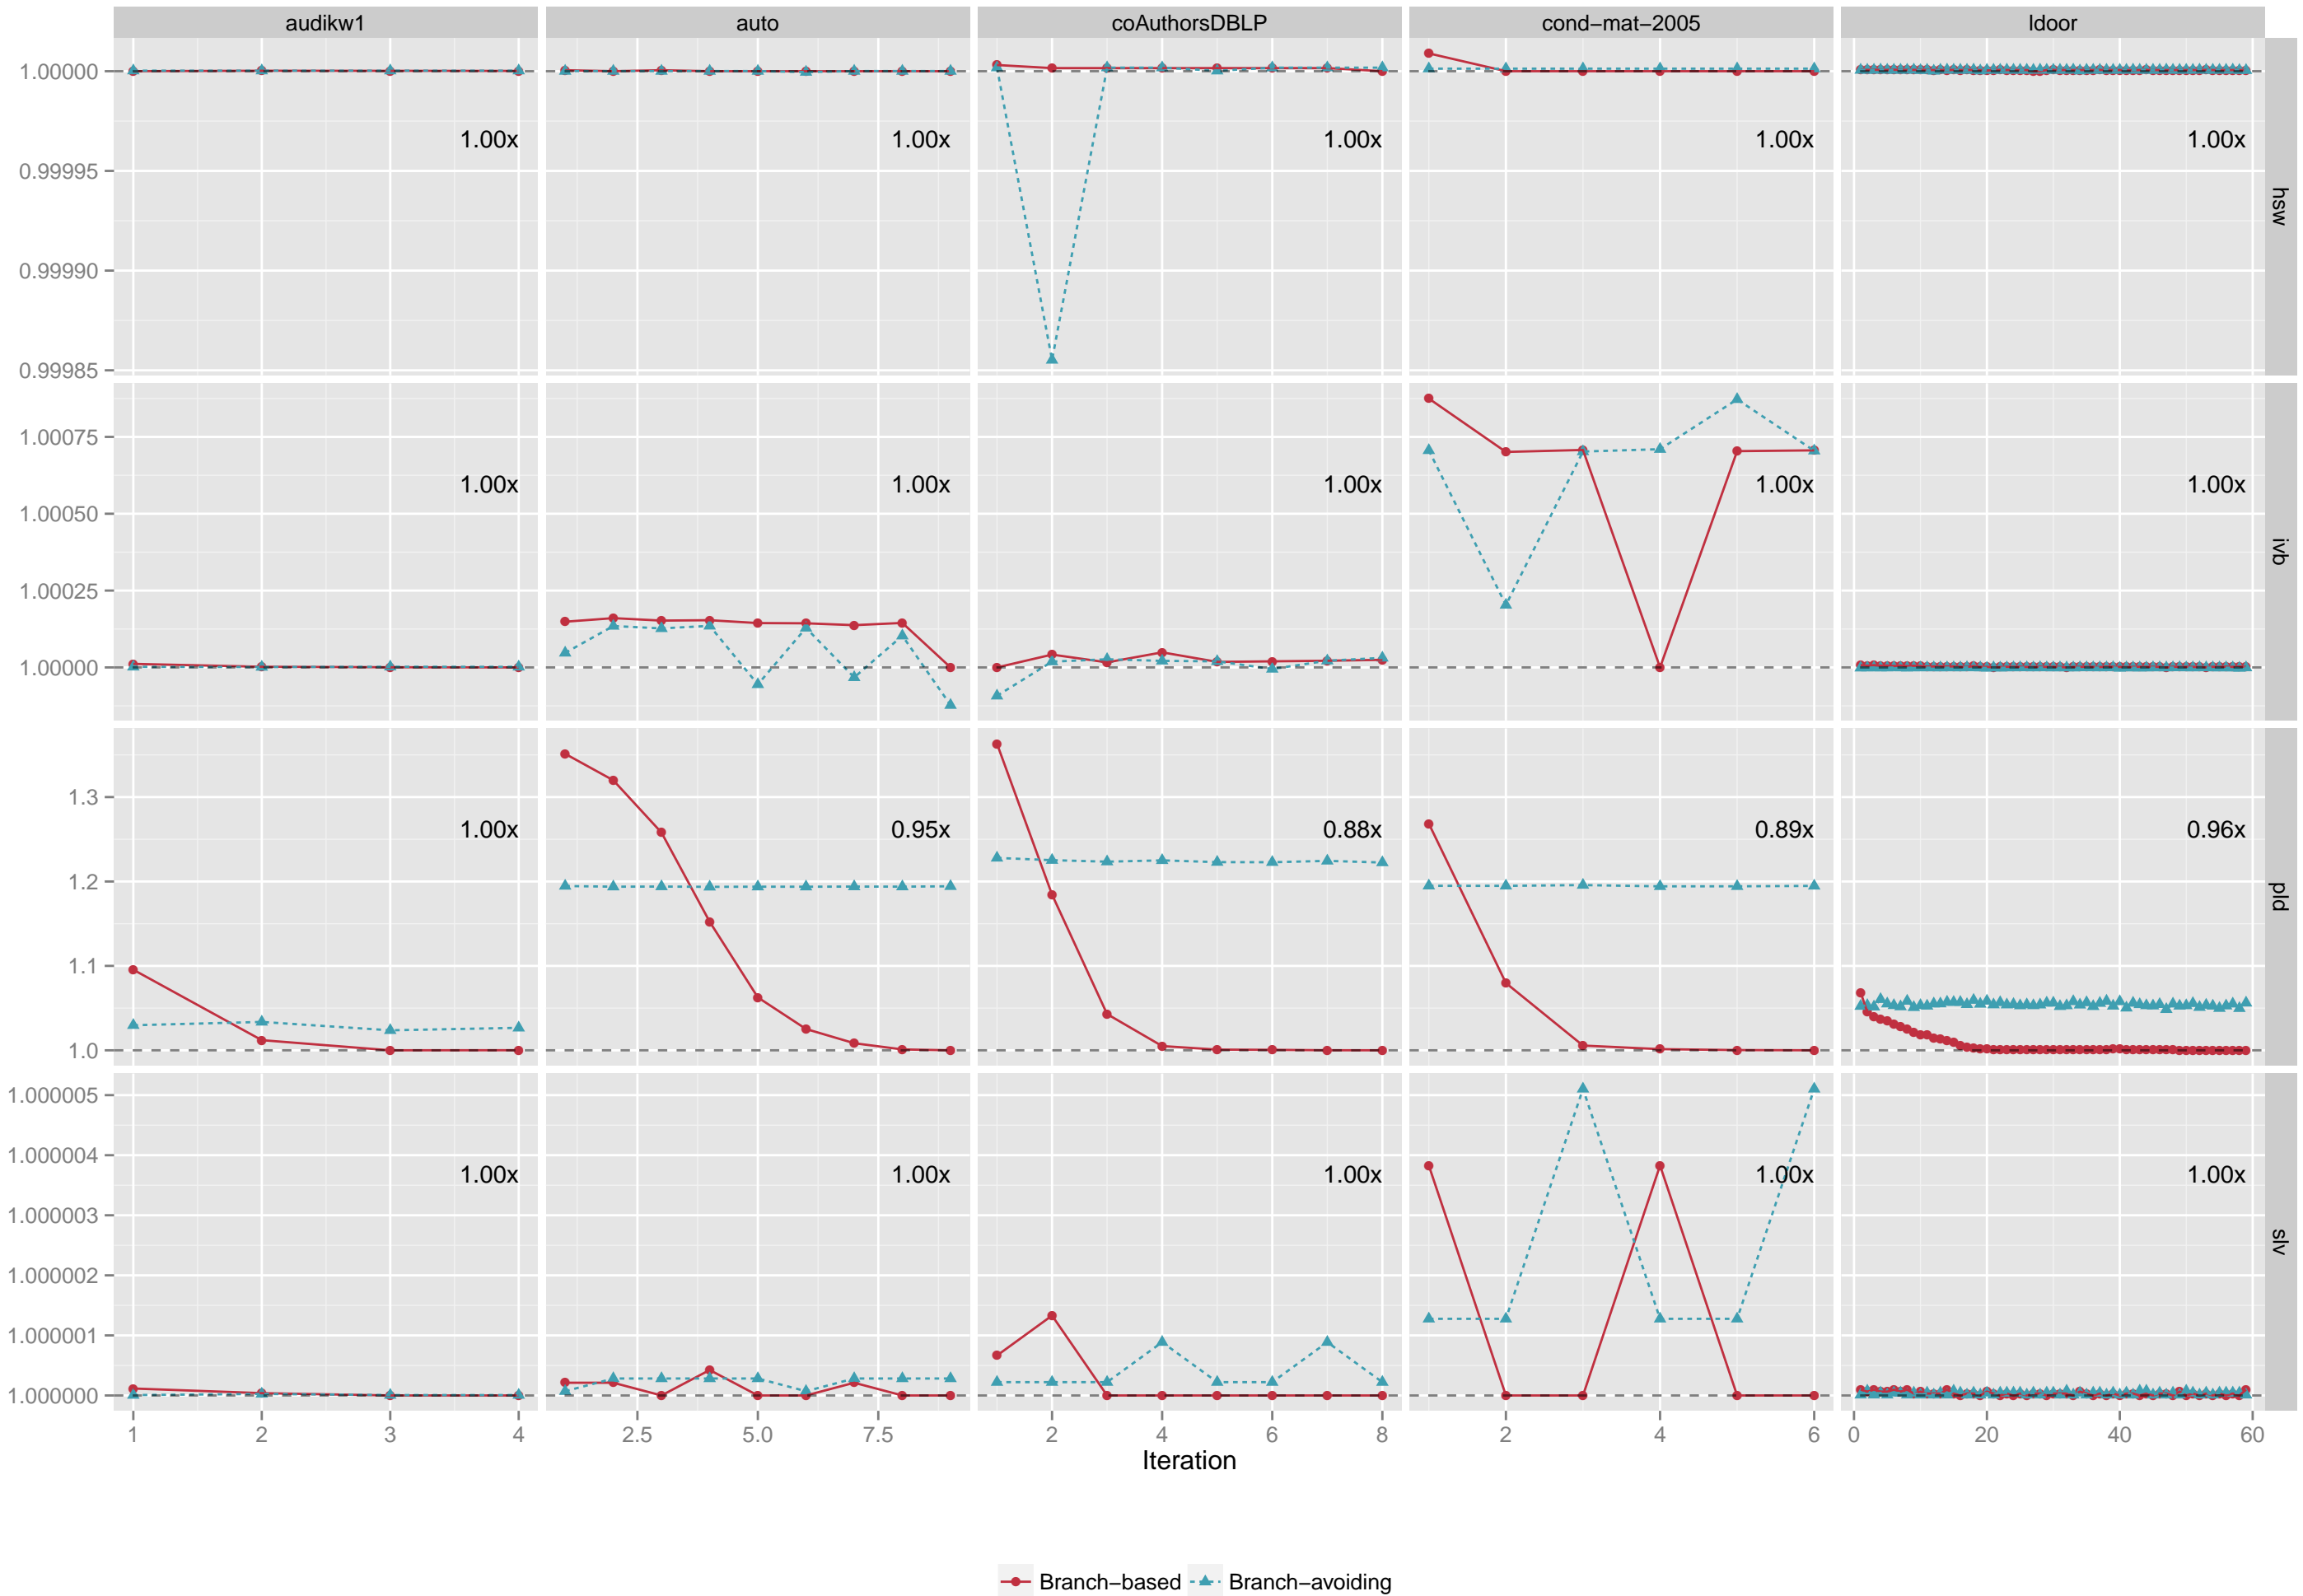 audikw1 auto coAuthorsDBLP cond−mat−2005 ldoor
1.00000
0.99995
0.99990
0.99985
1.00x 1.00x 1.00x 1.00x 1.00x
hsw
1.00075
1.00050
1.00025
1.00000
1.00x 1.00x 1.00x 1.00x 1.00x
ivb
1.3
1.2
1.1
1.0
1.00x 0.95x 0.88x 0.89x 0.96x
pld
1.000005
1.000004
1.000003
1.000002
1.000001
1.000000
1.00x 1.00x 1.00x 1.00x 1.00x
slv
1 2 3 4 2.5 5.0 7.5 2 4 6 8 2 4 6 0 20 40 60
Iteration
Branch−based Branch−avoiding